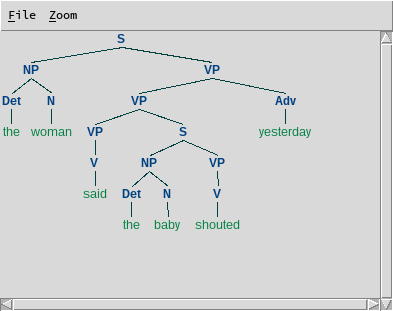 File Zoom
S
NP VP
Det N VP Adv
the woman VP S yesterday
V NP VP
said Det N V
the baby shouted